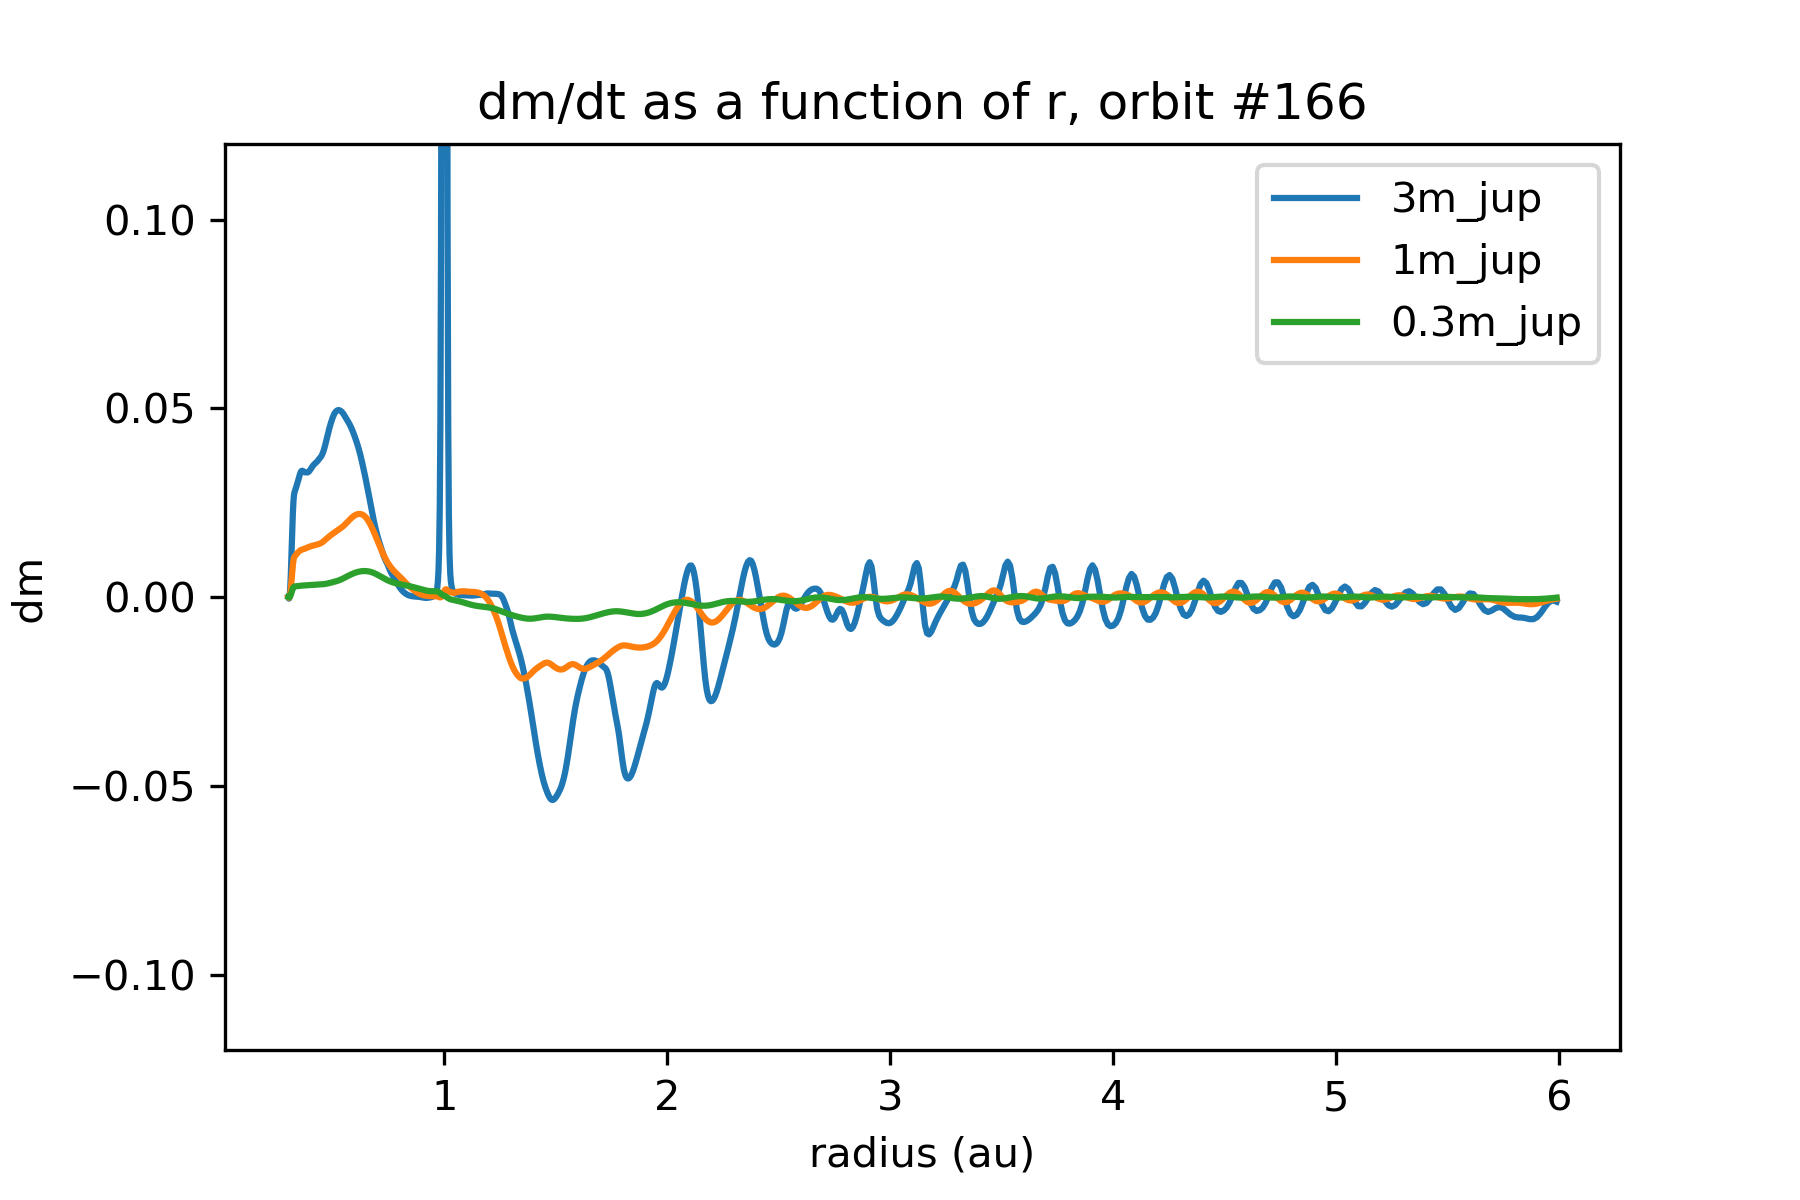 dm/dt as a function of r, orbit #166
3m_jup
1m_jup
0.3m_jup
0.10
0.05
0.00
−0.05
−0.10
dm
1 2 3 4 5 6
radius (au)